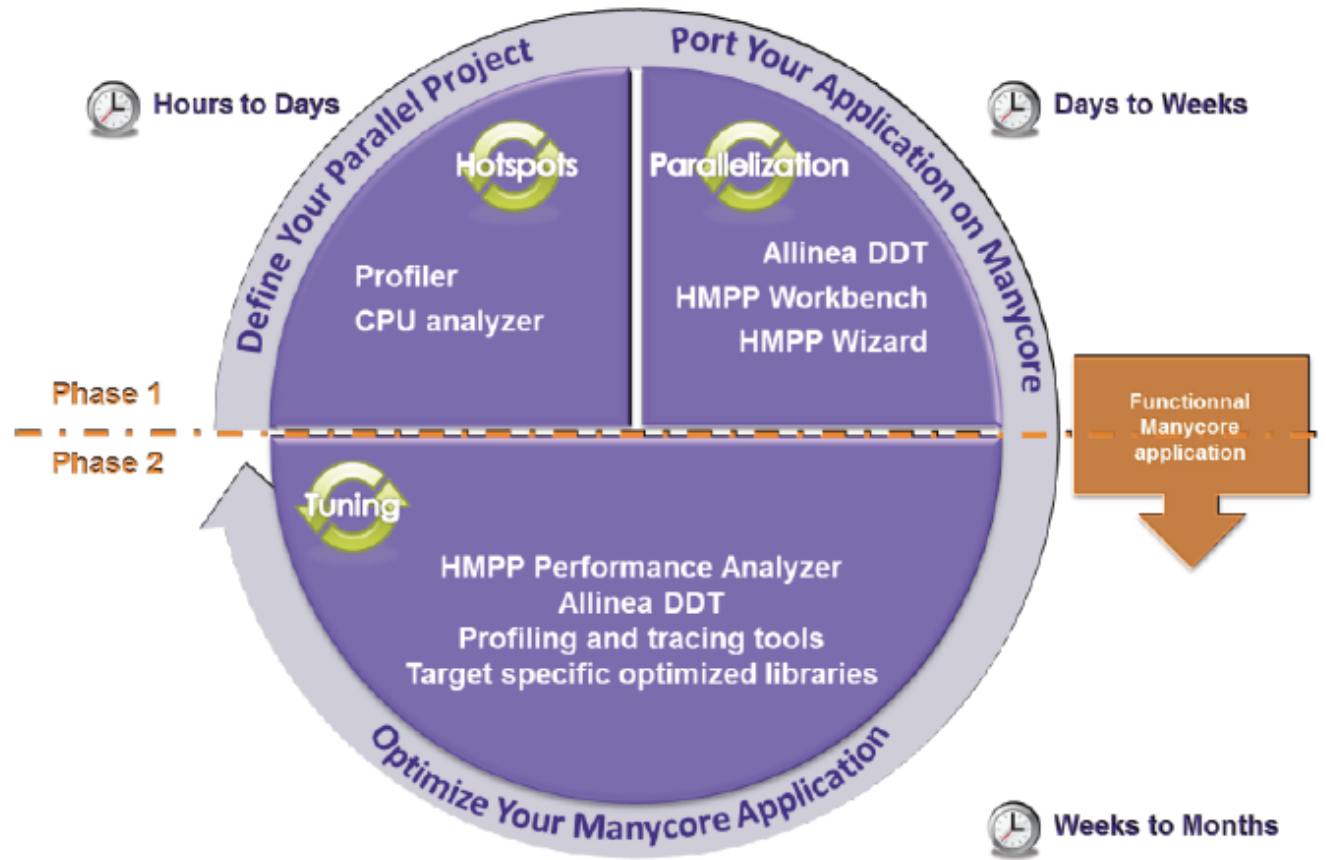 Define Your Parallel Project
Port Your Application on Manycore
Hours to Days
Days to Weeks
Hotspots
Profiler
CPU analyzer
Parallelization
Allinea DDT
HMPP Workbench
HMPP Wizard
Phase 1
Phase 2
Functionnal
Manycore
application
Tuning
HMPP Performance Analyzer
Allinea DDT
Profiling and tracing tools
Target specific optimized libraries
Optimize Your Manycore Application
Weeks to Months